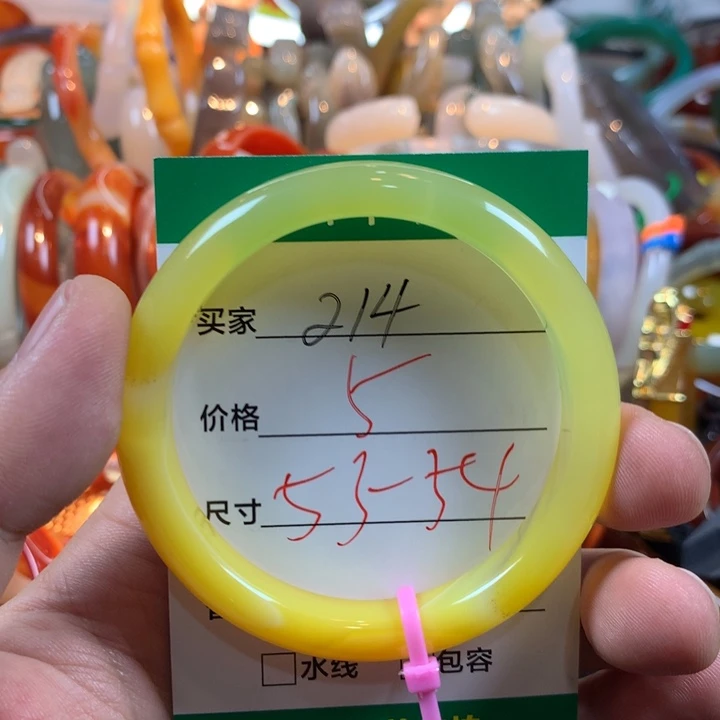 买家 214
价格 5
尺寸 53-54
水线 包容